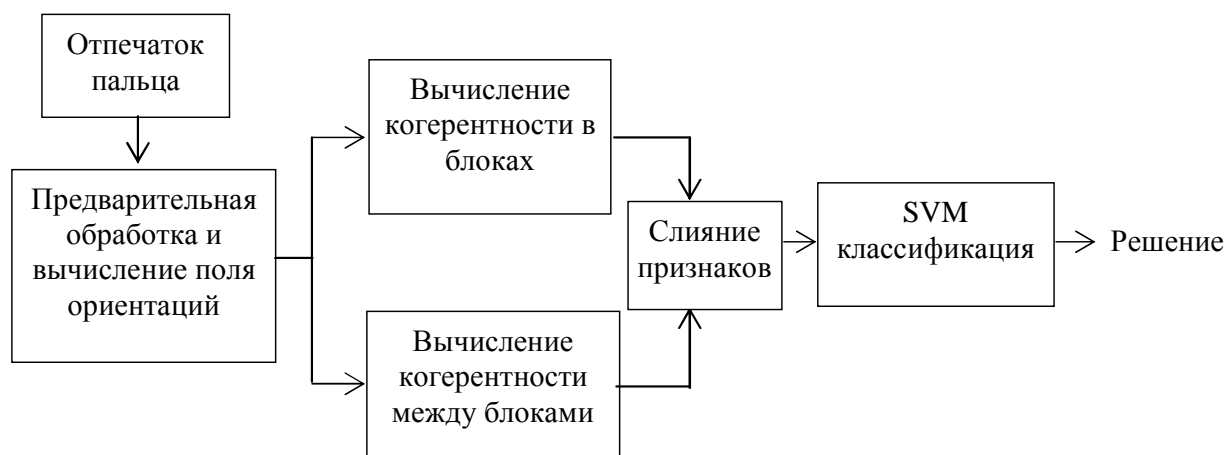 Отпечаток
пальца
Предварительная
обработка и
вычисление поля
ориентаций
Вычисление
когерентности в
блоках
Вычисление
когерентности
между блоками
Слияние
признаков
SVM
классификация
Решение